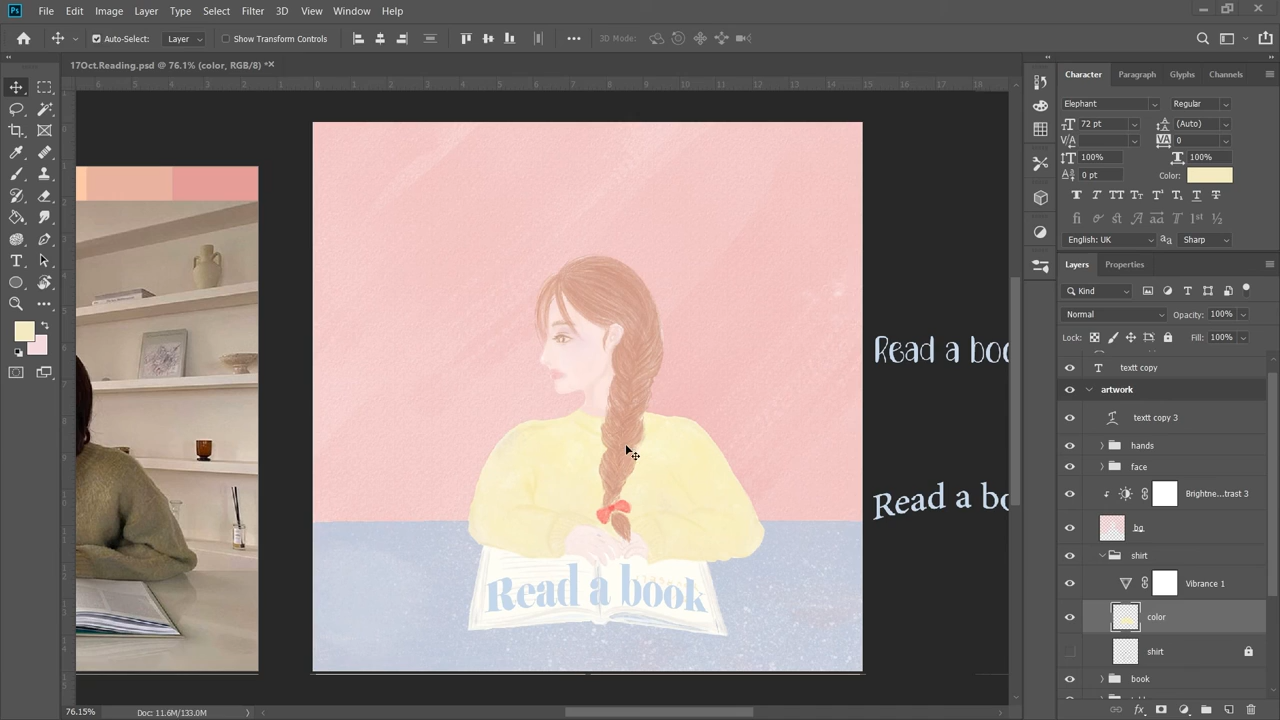 Ps File Edit Image Layer Type Select Filter 3D View Window Help
Auto-Select: Layer Show Transform Controls ••• 3D Mode:
17Oct.Reading.psd @ 76.1% (color, RGB/8) *
Read a book
Read a boo
Read a bo
76.15% Doc: 11.6M/133.0M
Character Paragraph Glyphs Channels
Elephant Regular
72 pt (Auto)
0
100% 100%
0 pt Color:
English: UK Sharp
Layers Properties
Kind
Normal Opacity: 100%
Lock: Fill: 100%
textt copy
artwork
textt copy 3
hands
face
Brightne...trast 3
bg
shirt
Vibrance 1
color
shirt
book